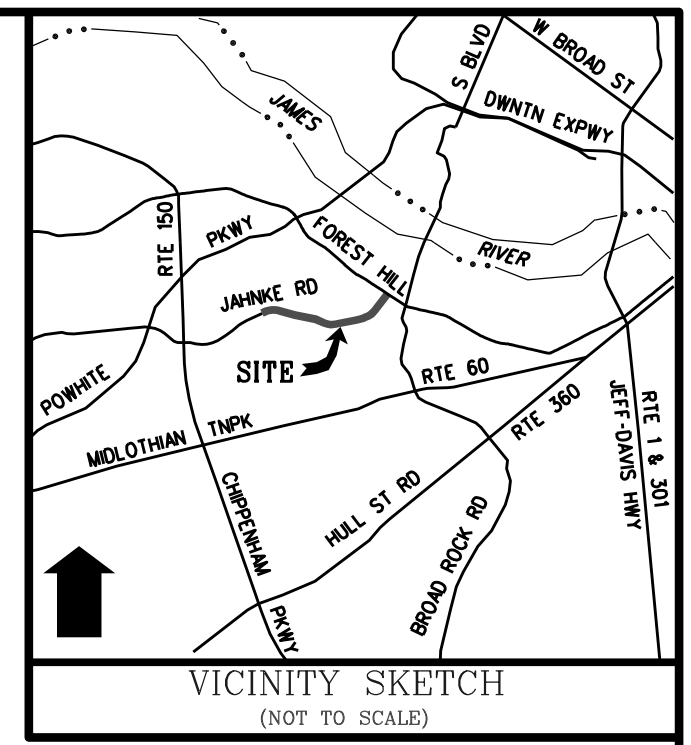 W BROAD ST
S BLVD
DWNTN EXPWY
JAMES
RTE 150
PKWY
FOREST HILL
RIVER
JAHNKE RD
SITE
RTE 60
POWHITE
RTE 360
JEFF-DAVIS HWY
RTE 1 & 301
MIDLOTHIAN TNPK
CHIPPENHAM
HULL ST RD
BROAD ROCK RD
PKWY
VICINITY SKETCH
(NOT TO SCALE)